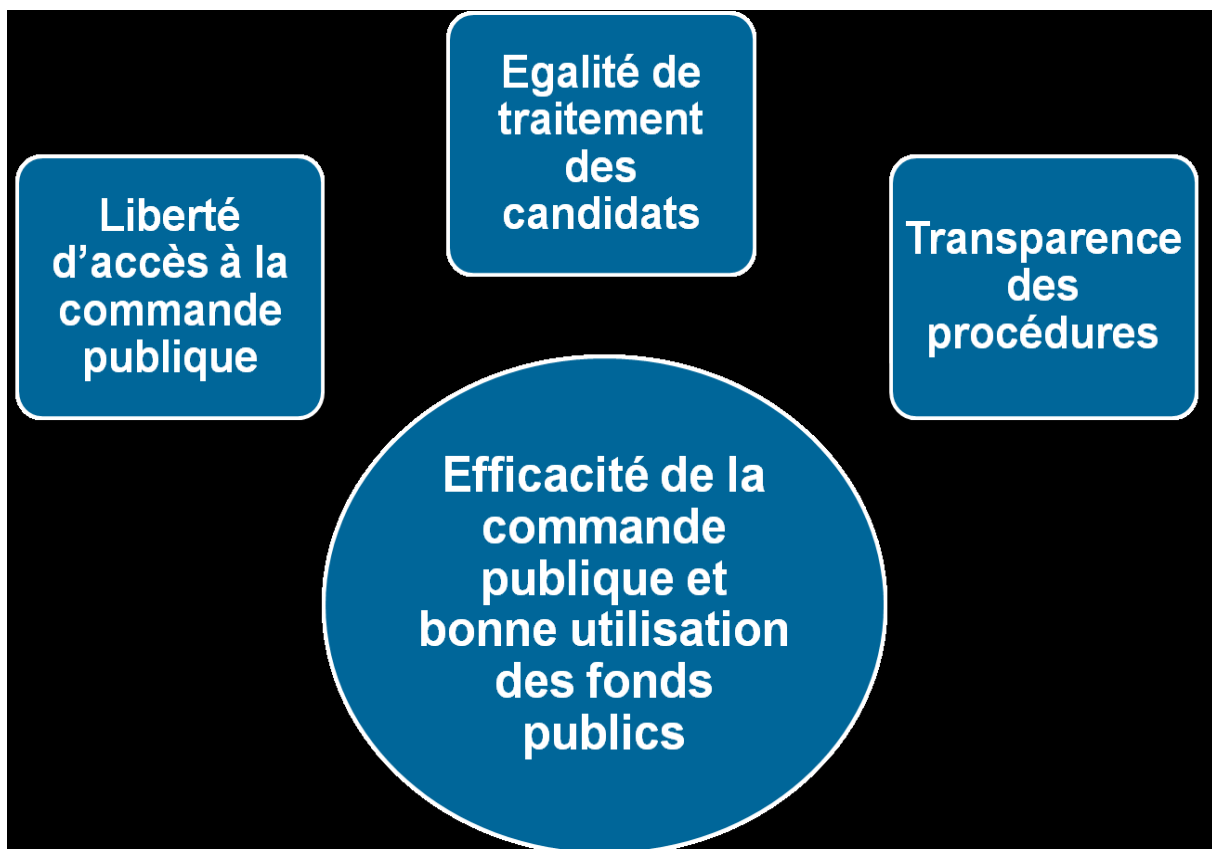 Liberté
d’accès à la
commande
publique
Egalité de
traitement
des
candidats
Transparence
des
procédures
Efficacité de la
commande
publique et
bonne utilisation
des fonds
publics